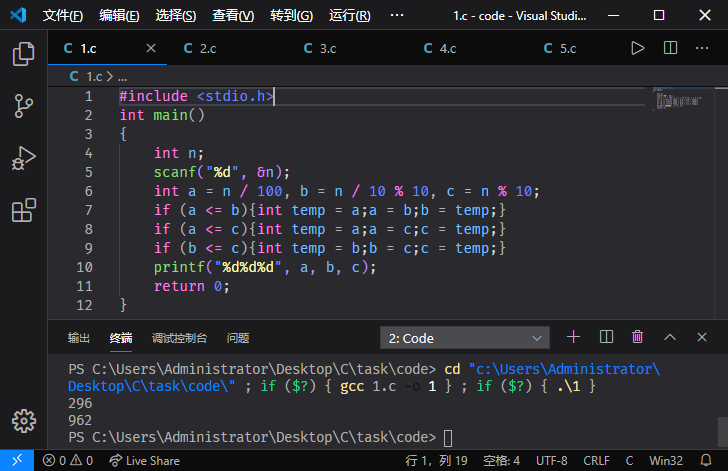 文件(F) 编辑(E) 选择(S) 查看(V) 转到(G) 运行(R) ··· 1.c - code - Visual Studi...
C 1.c × C 2.c C 3.c C 4.c C 5.c ···
C 1.c > ...
1 #include <stdio.h>
2 int main()
3 {
4 int n;
5 scanf("%d", &n);
6 int a = n / 100, b = n / 10 % 10, c = n % 10;
7 if (a <= b){int temp = a;a = b;b = temp;}
8 if (a <= c){int temp = a;a = c;c = temp;}
9 if (b <= c){int temp = b;b = c;c = temp;}
10 printf("%d%d%d", a, b, c);
11 return 0;
12 }
输出 终端 调试控制台 问题 2: Code
PS C:\Users\Administrator\Desktop\C\task\code> cd "c:\Users\Administrator\
Desktop\C\task\code\" ; if ($?) { gcc 1.c -o 1 } ; if ($?) { .\1 }
296
962
PS C:\Users\Administrator\Desktop\C\task\code>
0 0 Live Share 行 1，列 19 空格: 4 UTF-8 CRLF C Win32